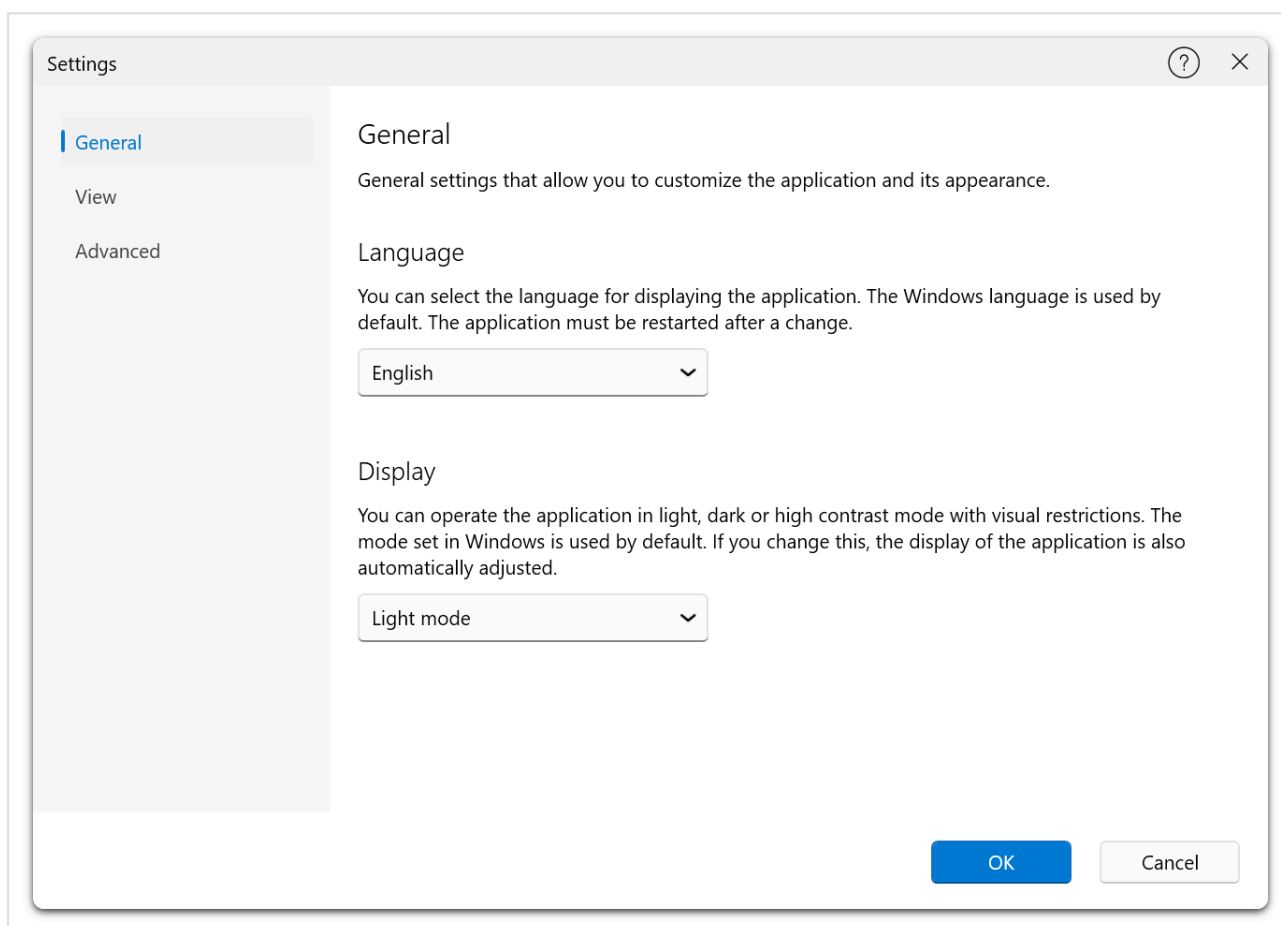 Settings
?
General
View
Advanced
General
General settings that allow you to customize the application and its appearance.
Language
You can select the language for displaying the application. The Windows language is used by
default. The application must be restarted after a change.
English
Display
You can operate the application in light, dark or high contrast mode with visual restrictions. The
mode set in Windows is used by default. If you change this, the display of the application is also
automatically adjusted.
Light mode
OK
Cancel